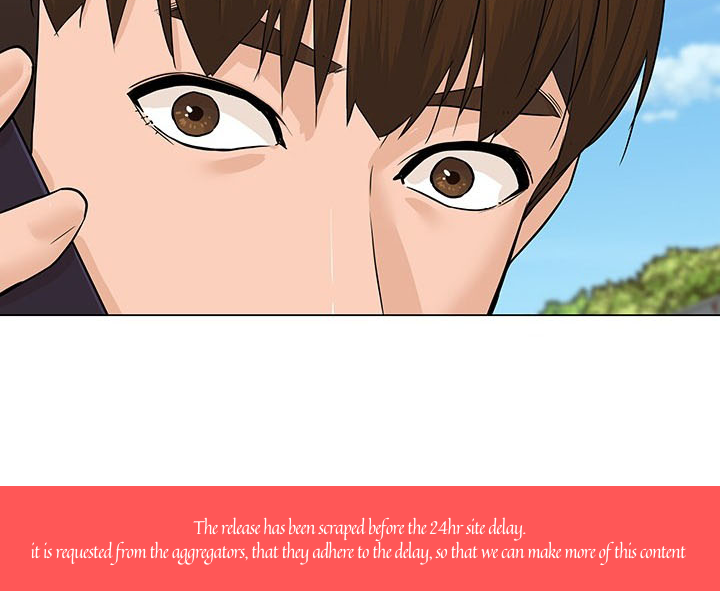 The release has been scraped before the 24hr site delay.
it is requested from the aggregators, that they adhere to the delay, so that we can make more of this content